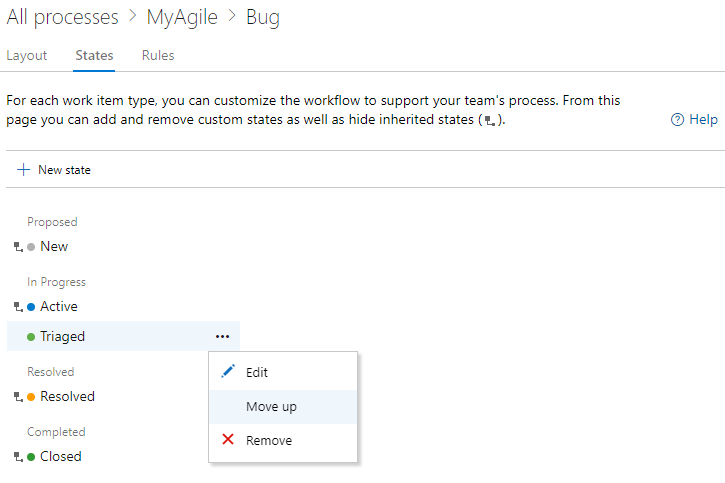 All processes > MyAgile > Bug
Layout States Rules
For each work item type, you can customize the workflow to support your team's process. From this
page you can add and remove custom states as well as hide inherited states ( ).
Help
New state
Proposed
New
In Progress
Active
Triaged ...
Resolved
Edit
Resolved
Move up
Completed
Remove
Closed